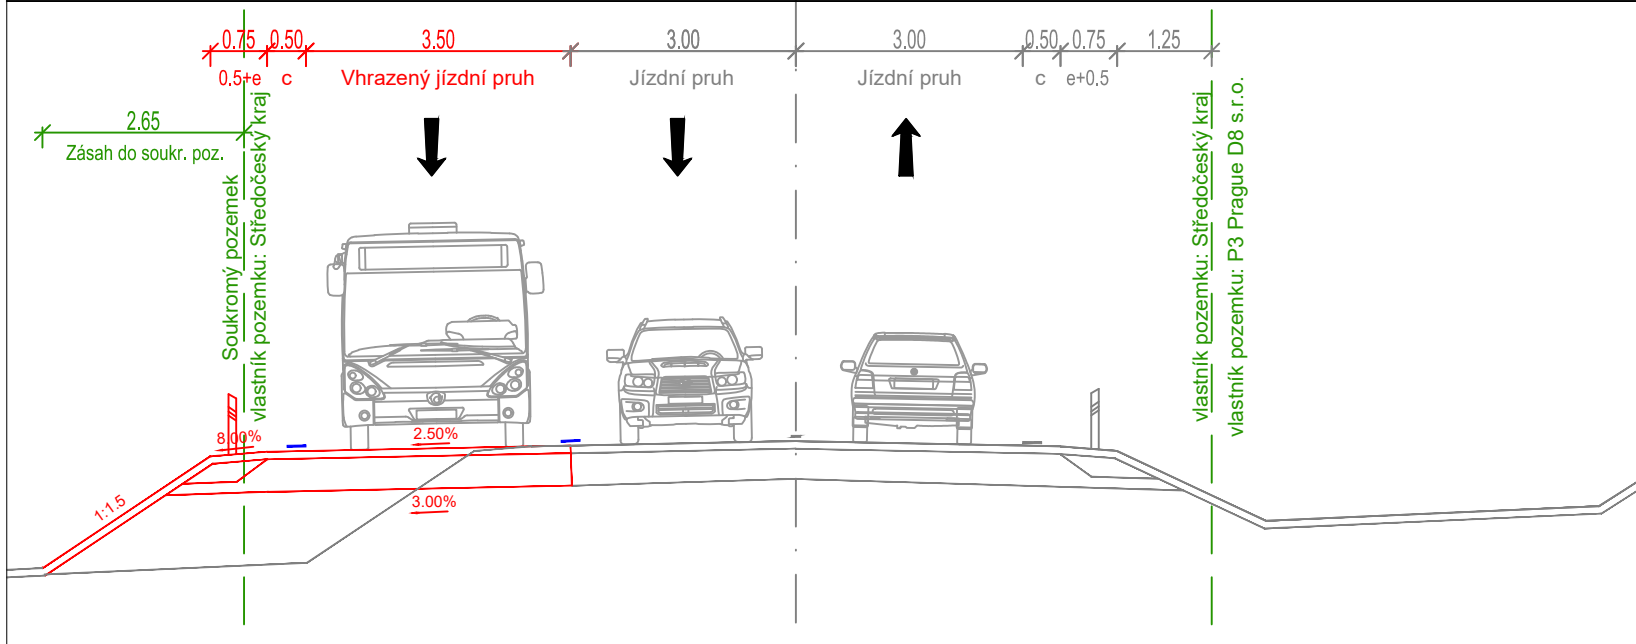 0.75 0.50 3.50 3.00 3.00 0.50 0.75 1.25
0.5+e c Vhrazený jízdní pruh Jízdní pruh Jízdní pruh c e+0.5
2.65
Zásah do soukr. poz.
Soukromý pozemek
vlastník pozemku: Středočeský kraj
vlastník pozemku: Středočeský kraj
vlastník pozemku: P3 Prague D8 s.r.o.
8.00%
2.50%
3.00%
1:1.5